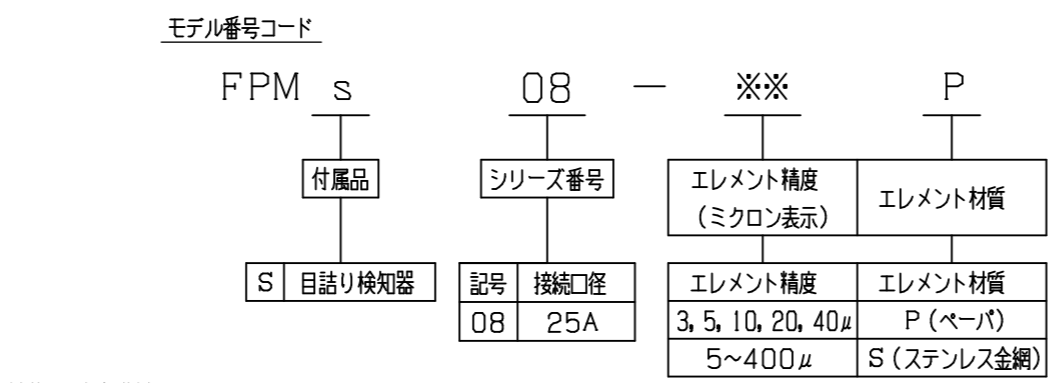 モデル番号コード
FPM s 08 − ※※ P
付属品 シリーズ番号 エレメント精度 エレメント材質
(ミクロン表示)
S 目詰り検知器 記号 接続口径 エレメント精度 エレメント材質
08 25A 3, 5, 10, 20, 40μ P(ペーパ)
5~400μ S(ステンレス金網)